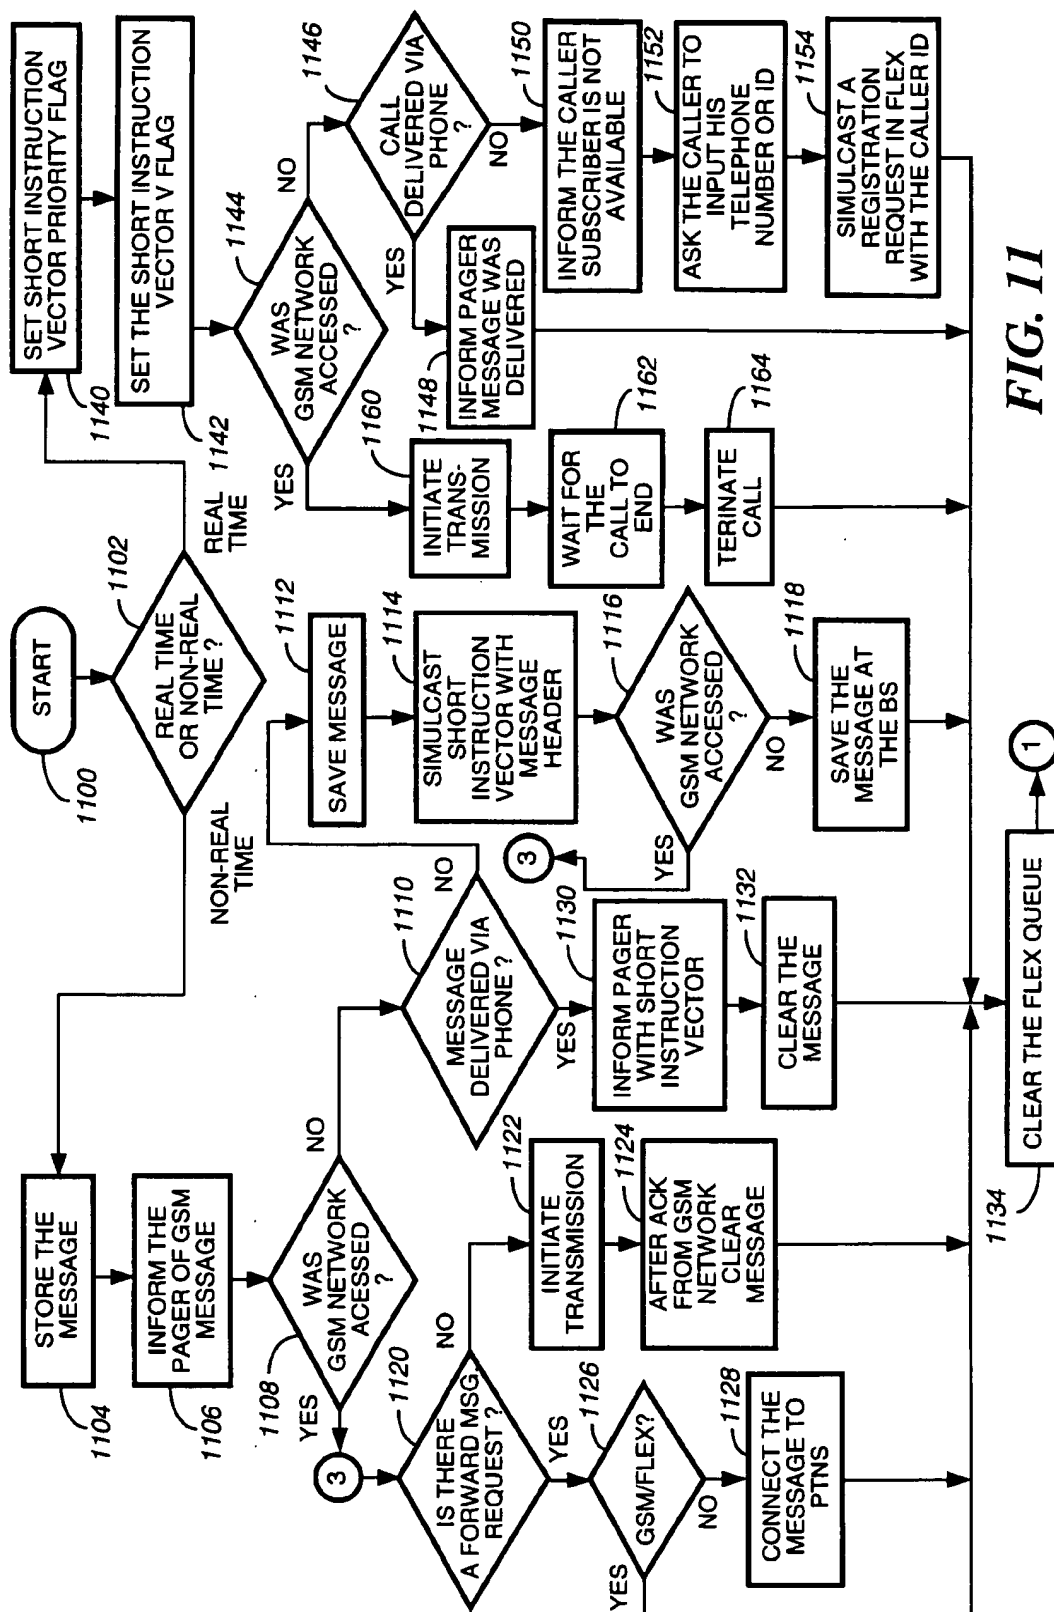 START
1100
REAL TIME
OR NON-REAL
TIME ?
1102
NON-REAL
TIME
REAL
TIME
STORE THE
MESSAGE
1104
INFORM THE
PAGER OF GSM
MESSAGE
1106
WAS
GSM NETWORK
ACESSED
?
1108
YES
NO
3
IS THERE
A FORWARD MSG,
REQUEST ?
1120
NO
YES
INITIATE
TRANSMISSION
1122
AFTER ACK
FROM GSM
NETWORK
CLEAR
MESSAGE
1124
GSM/FLEX?
1126
YES
NO
CONNECT THE
MESSAGE TO
PTNS
1128
MESSAGE
DELIVERED VIA
PHONE ?
1110
NO
YES
INFORM PAGER
WITH SHORT
INSTRUCTION
VECTOR
1130
CLEAR THE
MESSAGE
1132
SAVE MESSAGE
1112
SIMULCAST
SHORT
INSTRUCTION
VECTOR WITH
MESSAGE
HEADER
1114
WAS
GSM NETWORK
ACCESSED
?
1116
YES
NO
3
SAVE THE
MESSAGE AT
THE BS
1118
SET SHORT INSTRUCTION
VECTOR PRIORITY FLAG
1140
SET THE SHORT INSTRUCTION
VECTOR V FLAG
1142
WAS
GSM NETWORK
ACCESSED
?
1144
YES
NO
INITIATE
TRANS-
MISSION
1160
WAIT FOR
THE
CALL TO
END
1162
TERINATE
CALL
1164
CALL
DELIVERED VIA
PHONE
?
1146
YES
NO
INFORM PAGER
MESSAGE WAS
DELIVERED
1148
INFORM THE CALLER
SUBSCRIBER IS NOT
AVAILABLE
1150
ASK THE CALLER TO
INPUT HIS
TELEPHONE
NUMBER OR ID
1152
SIMULCAST A
REGISTRATION
REQUEST IN FLEX
WITH THE CALLER ID
1154
CLEAR THE FLEX QUEUE
1134
1
FIG. 11